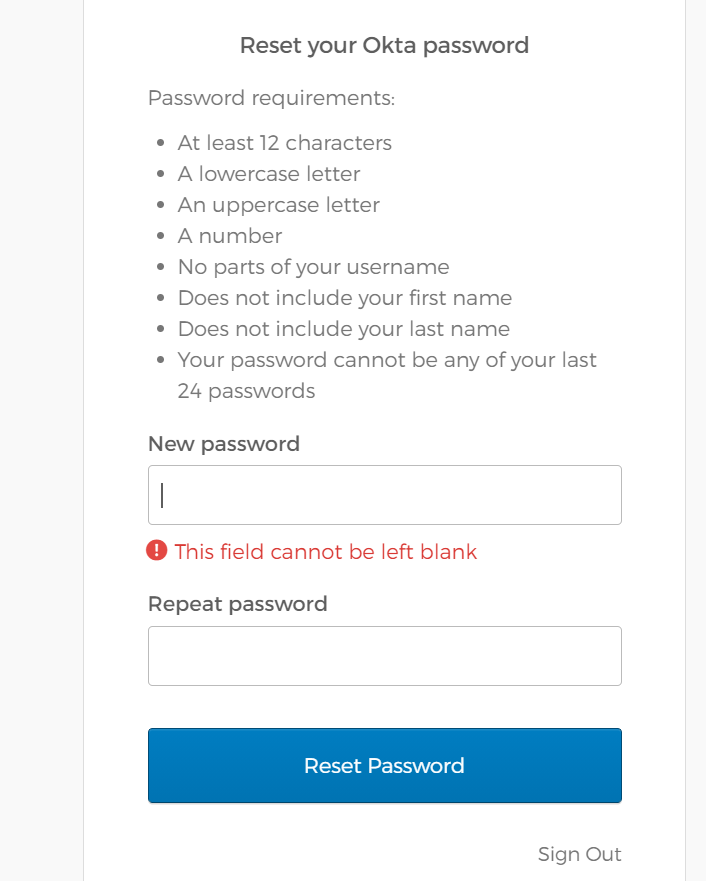 Reset your Okta password
Password requirements:
• At least 12 characters
• A lowercase letter
• An uppercase letter
• A number
• No parts of your username
• Does not include your first name
• Does not include your last name
• Your password cannot be any of your last
24 passwords
New password
This field cannot be left blank
Repeat password
Reset Password
Sign Out